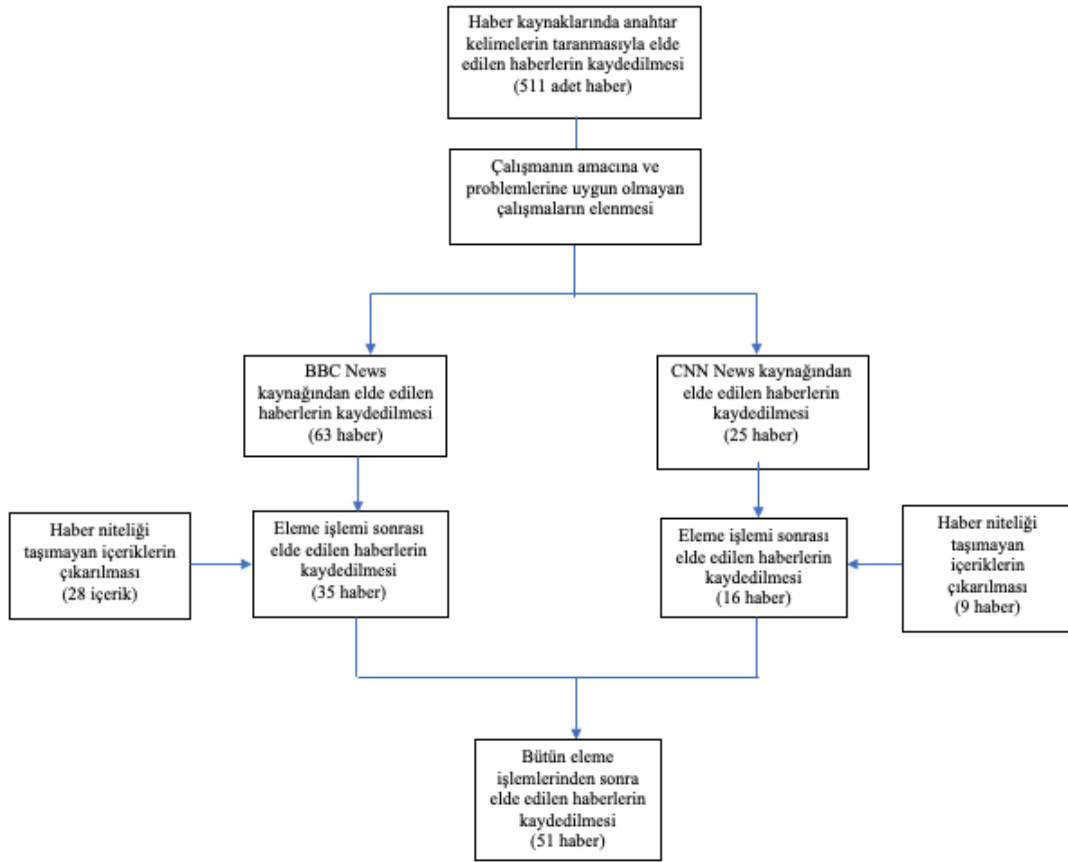 Haber kaynaklarında anahtar
kelimelerin taranmasıyla elde
edilen haberlerin kaydedilmesi
(511 adet haber)
Çalışmanın amacına ve
problemlerine uygun olmayan
çalışmaların elenmesi
BBC News
kaynağından elde edilen
haberlerin kaydedilmesi
(63 haber)
CNN News kaynağından
elde edilen haberlerin
kaydedilmesi
(25 haber)
Haber niteliği
taşımayan içeriklerin
çıkarılması
(28 içerik)
Eleme işlemi sonrası
elde edilen haberlerin
kaydedilmesi
(35 haber)
Eleme işlemi sonrası
elde edilen haberlerin
kaydedilmesi
(16 haber)
Haber niteliği
taşımayan
içeriklerin
çıkarılması
(9 haber)
Bütün eleme
işlemlerinden sonra
elde edilen haberlerin
kaydedilmesi
(51 haber)